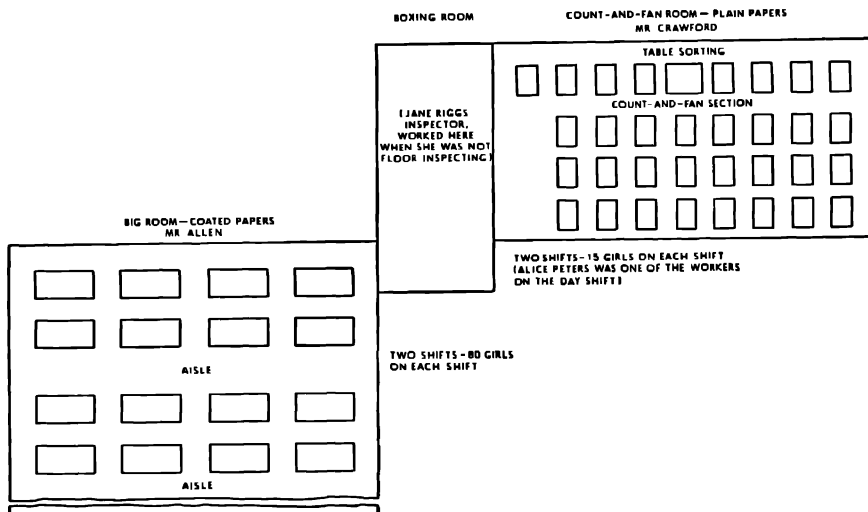 BOXING ROOM
COUNT-AND-FAN ROOM — PLAIN PAPERS
MR CRAWFORD
TABLE SORTING
COUNT-AND-FAN SECTION
(JANE RIGGS
INSPECTOR,
WORKED HERE
WHEN SHE WAS NOT
FLOOR INSPECTING)
BIG ROOM — COATED PAPERS
MR ALLEN
TWO SHIFTS - 15 GIRLS ON EACH SHIFT
(ALICE PETERS WAS ONE OF THE WORKERS
ON THE DAY SHIFT)
TWO SHIFTS - 80 GIRLS
ON EACH SHIFT
AISLE
AISLE